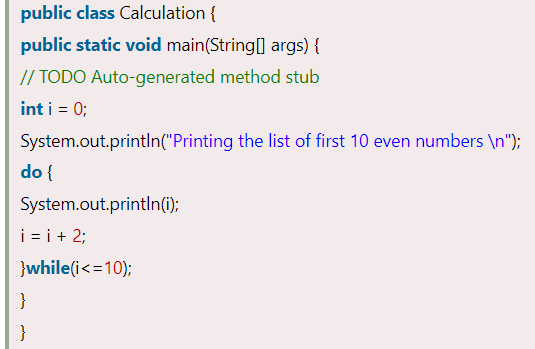 public class Calculation {
public static void main(String[] args) {
// TODO Auto-generated method stub
int i = 0;
System.out.println("Printing the list of first 10 even numbers \n");
do {
System.out.println(i);
i = i + 2;
}while(i<=10);
}
}